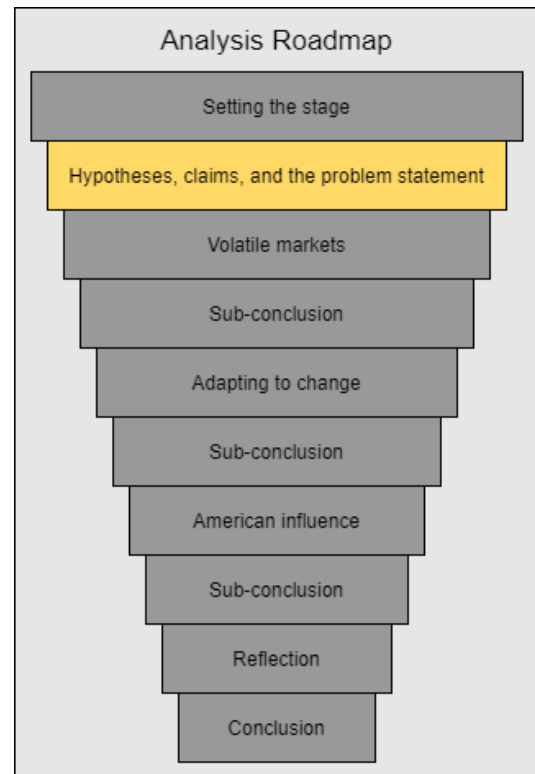 Analysis Roadmap
Setting the stage
Hypotheses, claims, and the problem statement
Volatile markets
Sub-conclusion
Adapting to change
Sub-conclusion
American influence
Sub-conclusion
Reflection
Conclusion